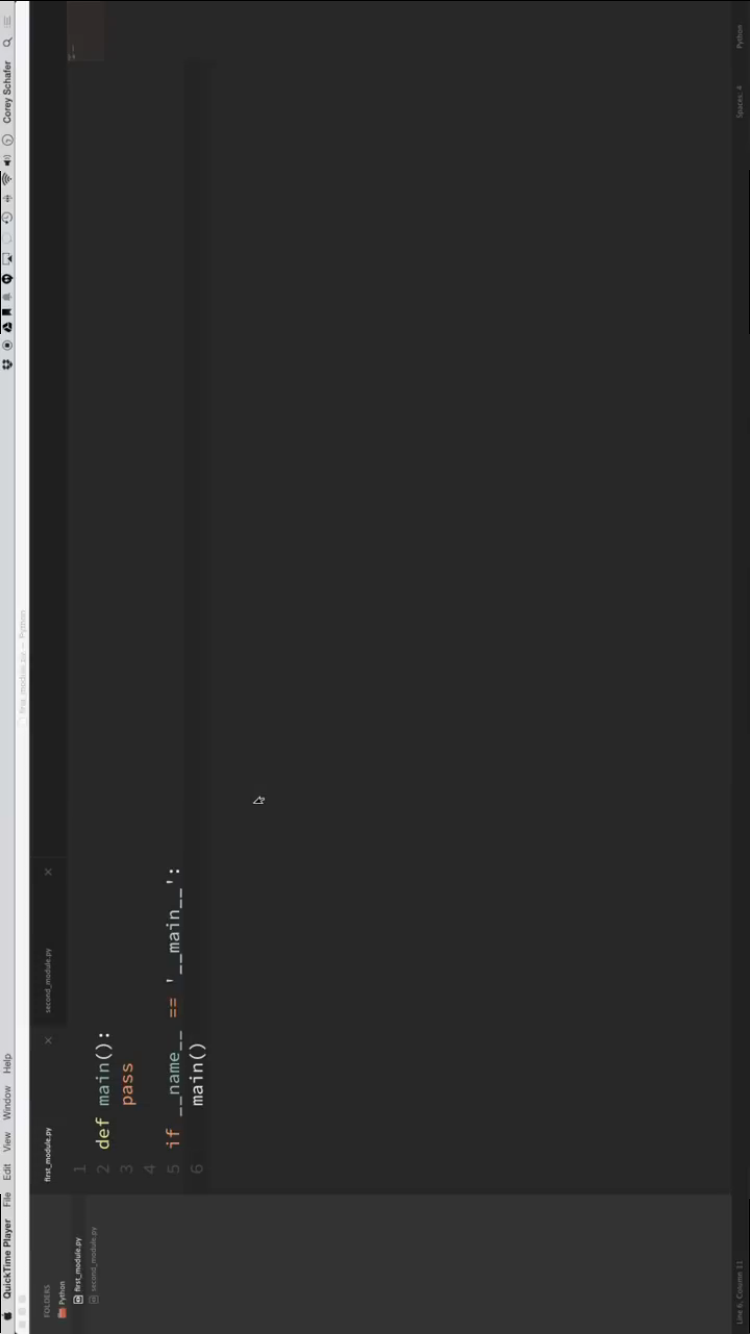 QuickTime Player File Edit View Window Help Corey Schafer
first_module.py — Python
FOLDERS
Python
first_module.py
second_module.py
first_module.py ×
second_module.py ×
1
2 def main():
3     pass
4
5 if __name__ == '__main__':
6     main()
Line 6, Column 11
Spaces: 4
Python